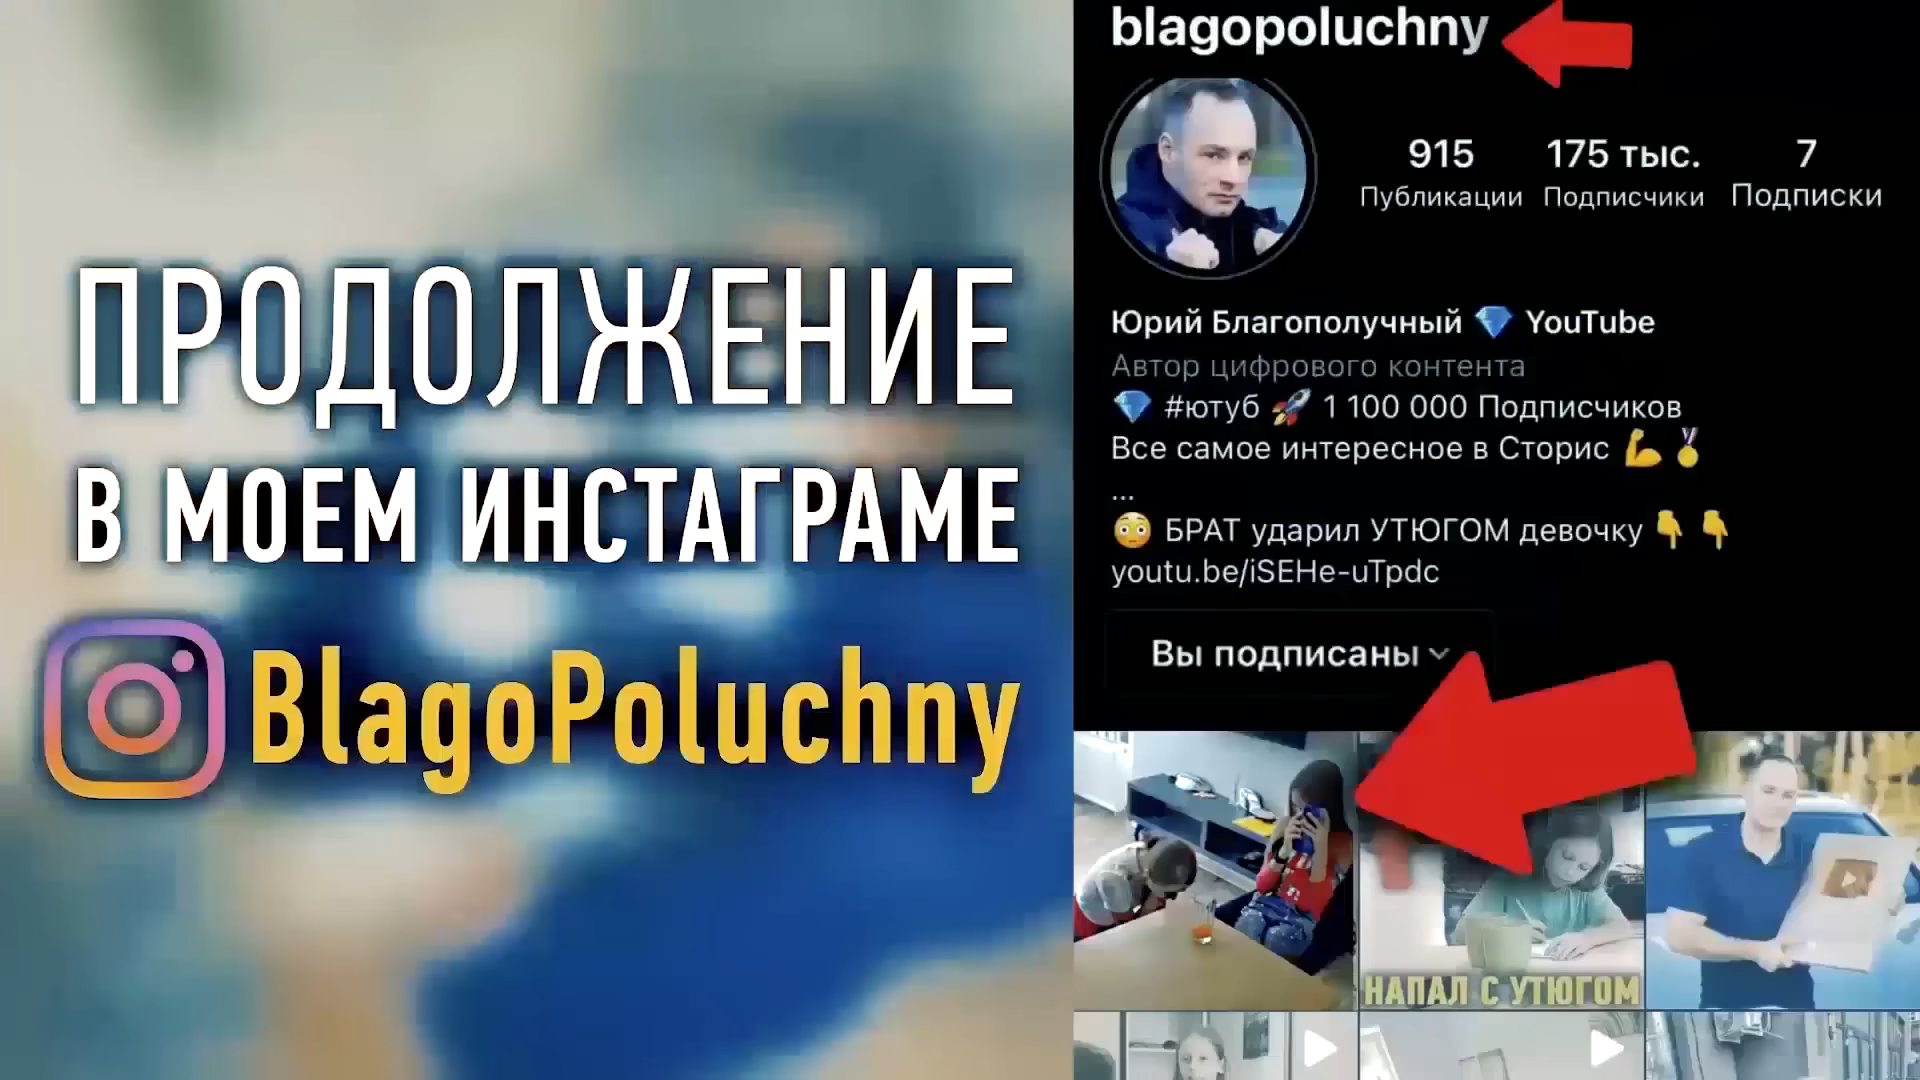 ПРОДОЛЖЕНИЕ
В МОЕМ ИНСТАГРАМЕ
BlagoPoluchny
blagopoluchny
915 175 тыс. 7
Публикации Подписчики Подписки
Юрий Благополучный 💎 YouTube
Автор цифрового контента
💎 #ютуб 🚀 1 100 000 Подписчиков
Все самое интересное в Сторис 💪🏅
...
😳 БРАТ ударил УТЮГОМ девочку 👇👇
youtu.be/iSEHe-uTpdc
Вы подписаны
НАПАЛ С УТЮГОМ